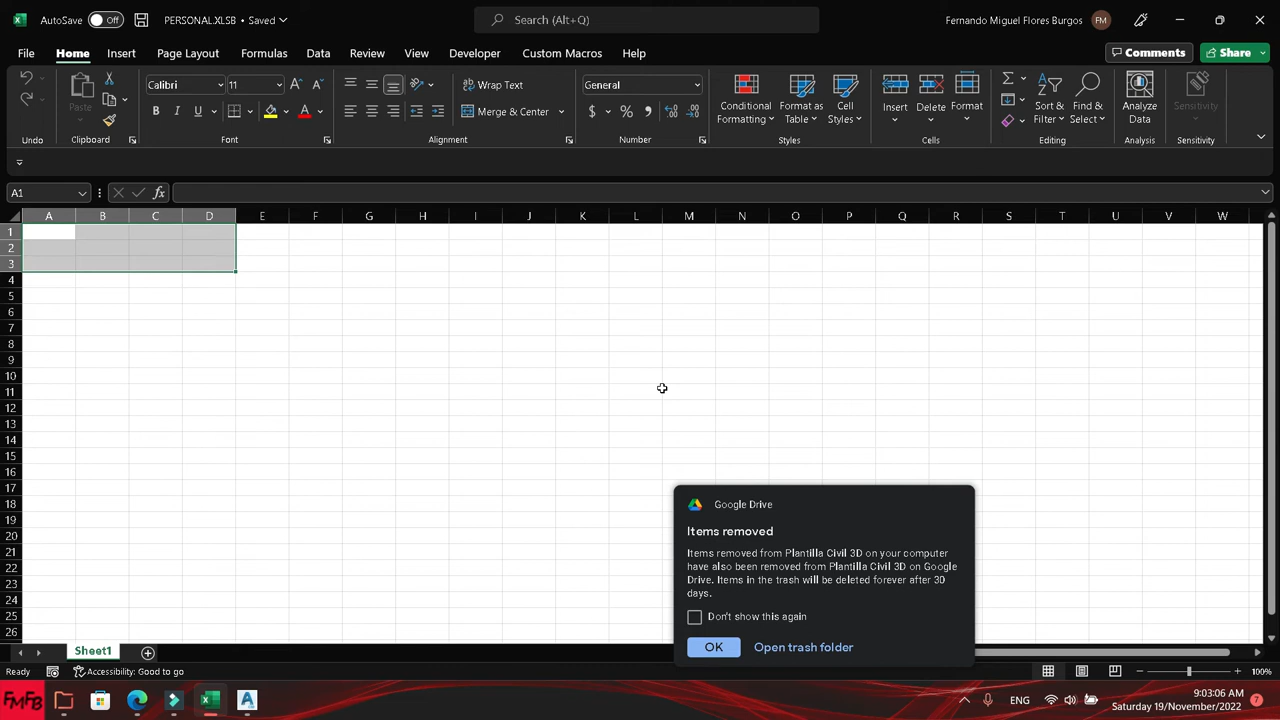 AutoSave Off PERSONAL.XLSB • Saved Search (Alt+Q) Fernando Miguel Flores Burgos FM
File Home Insert Page Layout Formulas Data Review View Developer Custom Macros Help Comments Share
Calibri 11 Wrap Text General
Paste B I U A Merge & Center $ % Conditional Formatting Format as Table Cell Styles Insert Delete Format Sort & Filter Find & Select Analyze Data Sensitivity
Undo Clipboard Font Alignment Number Styles Cells Editing Analysis Sensitivity
A1 fx
A B C D E F G H I J K L M N O P Q R S T U V W
1
2
3
4
5
6
7
8
9
10
11
12
13
14
15
16
17
18
19
20
21
22
23
24
25
26
Google Drive
Items removed
Items removed from Plantilla Civil 3D on your computer
have also been removed from Plantilla Civil 3D on Google
Drive. Items in the trash will be deleted forever after 30
days.
Don't show this again
OK Open trash folder
Sheet1
Ready Accessibility: Good to go 100%
FMFB ENG 9:03:06 AM 7
Saturday 19/November/2022